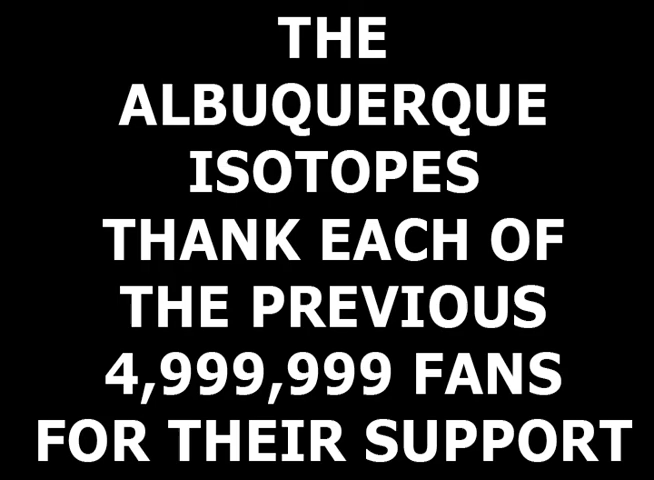 THE
ALBUQUERQUE
ISOTOPES
THANK EACH OF
THE PREVIOUS
4,999,999 FANS
FOR THEIR SUPPORT